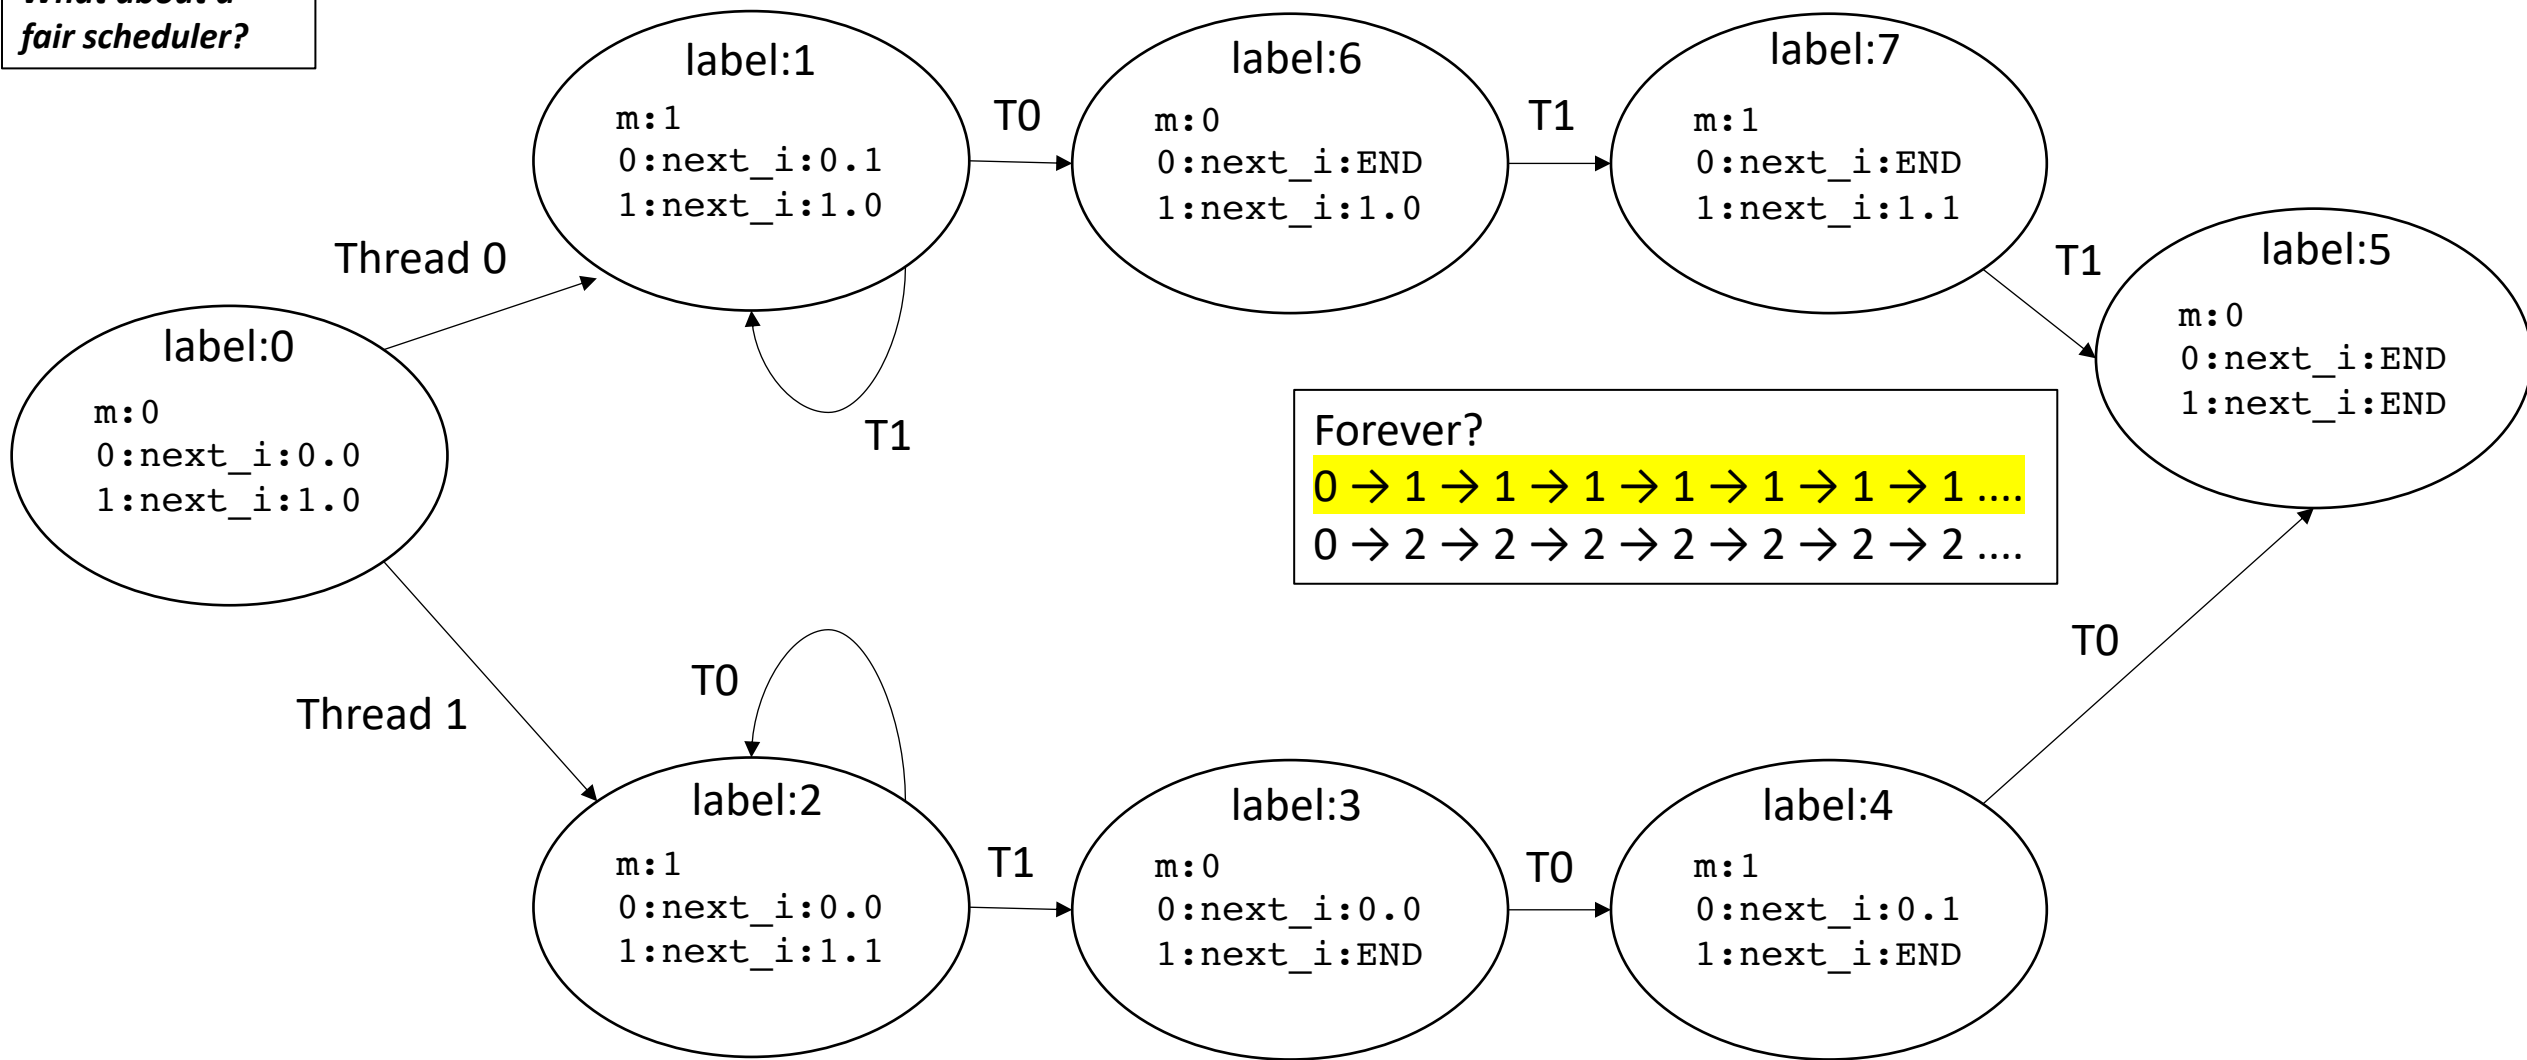 fair scheduler?
label:1
m:1
0:next_i:0.1
1:next_i:1.0
T0
label:6
m:0
0:next_i:END
1:next_i:1.0
T1
label:7
m:1
0:next_i:END
1:next_i:1.1
T1
label:5
m:0
0:next_i:END
1:next_i:END
Thread 0
T1
label:0
m:0
0:next_i:0.0
1:next_i:1.0
Forever?
0 → 1 → 1 → 1 → 1 → 1 → 1 → 1 ....
0 → 2 → 2 → 2 → 2 → 2 → 2 → 2 ....
Thread 1
T0
label:2
m:1
0:next_i:0.0
1:next_i:1.1
T1
label:3
m:0
0:next_i:0.0
1:next_i:END
T0
label:4
m:1
0:next_i:0.1
1:next_i:END
T0